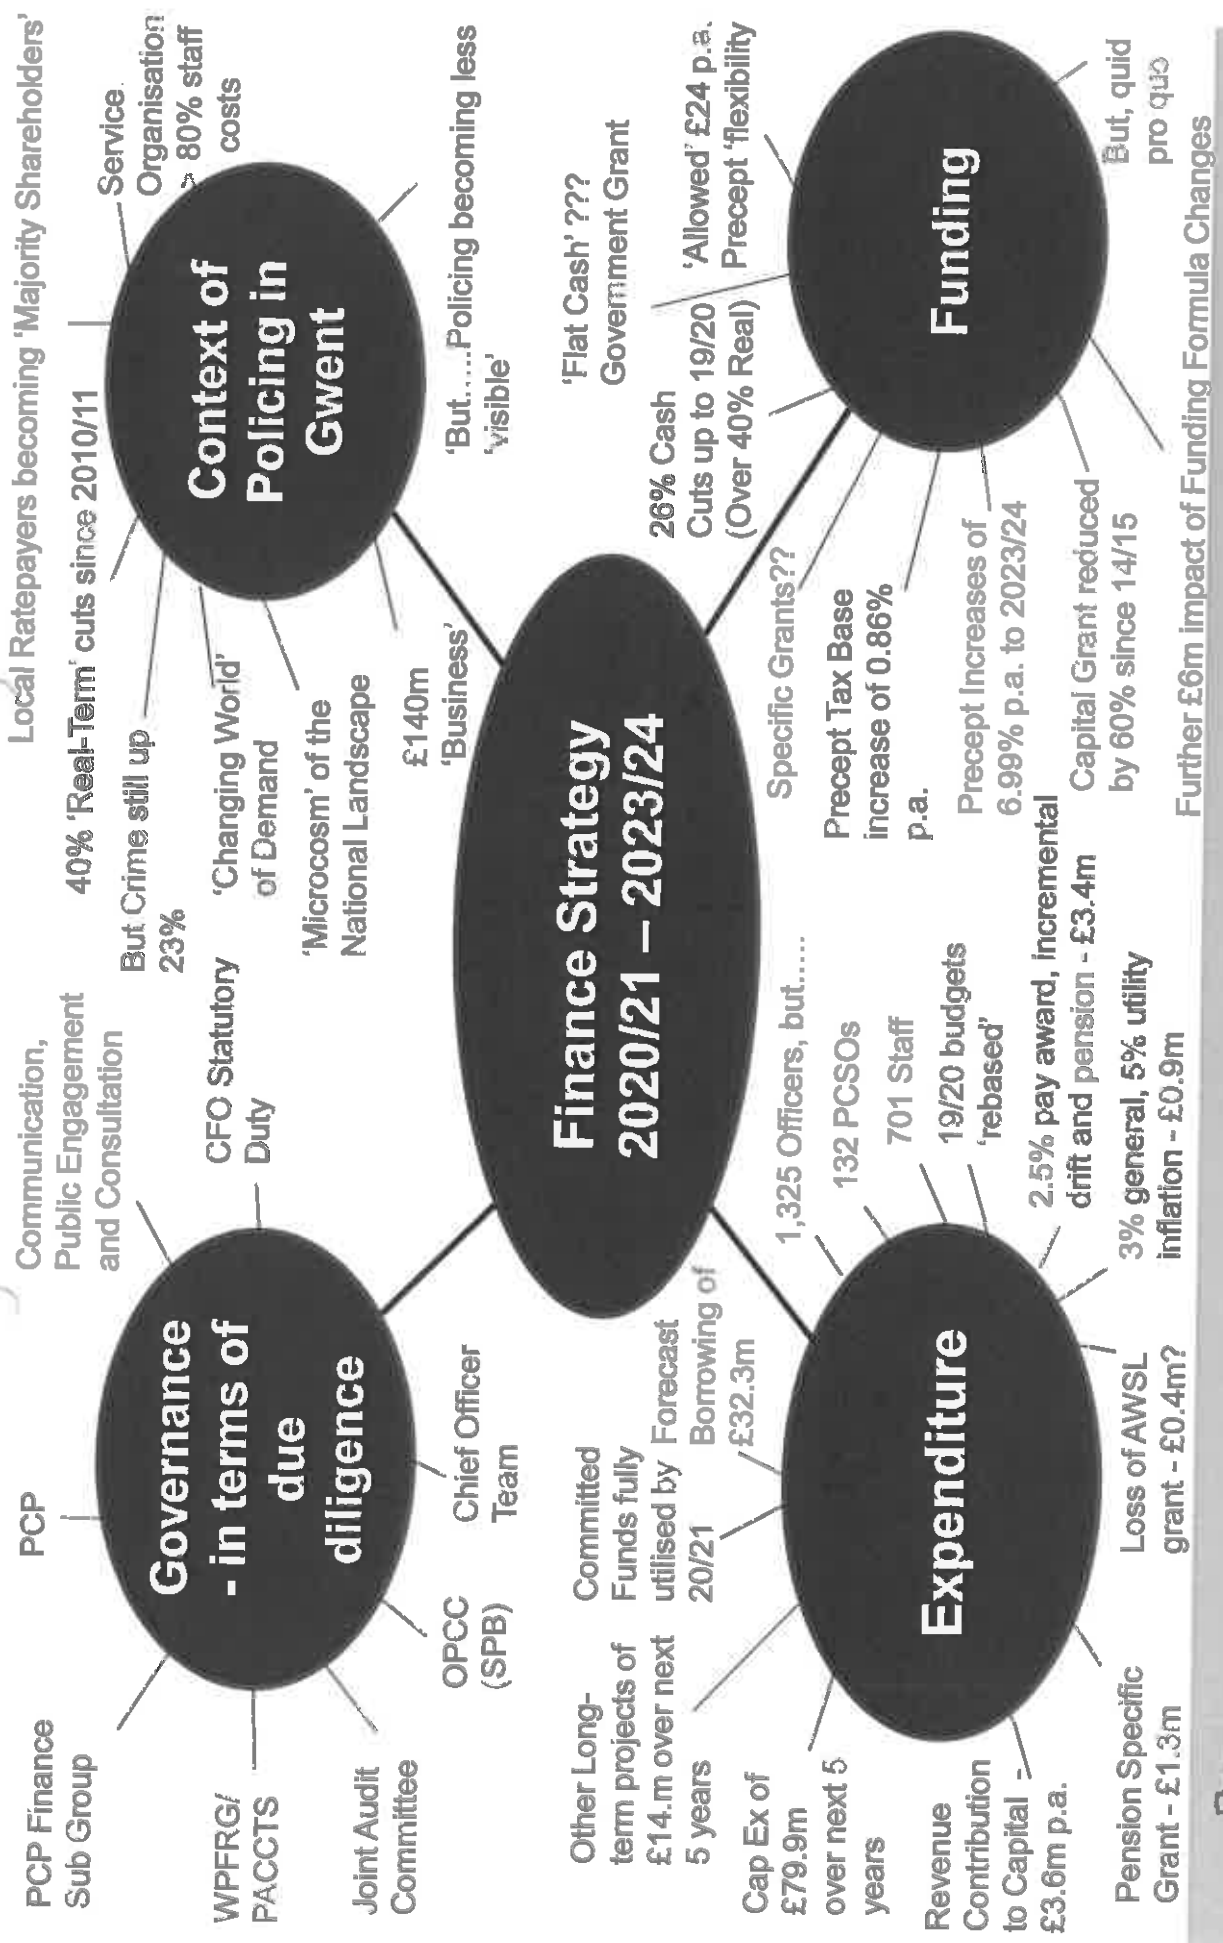 PCP Finance
Sub Group
PCP
Communication,
Public Engagement
and Consultation
WPFRG/
PACCTS
Governance
- in terms of
due
diligence
CFO Statutory
Duty
Joint Audit
Committee
OPCC
(SPB)
Chief Officer
Team
Local Ratepayers becoming 'Majority Shareholders'
40% 'Real-Term' cuts since 2010/11
Service
Organisation
> 80% staff
costs
But Crime still up
23%
'Changing World'
of Demand
Context of
Policing in
Gwent
'Microcosm' of the
National Landscape
£140m
'Business'
'But.....Policing becoming less
'visible'
Finance Strategy
2020/21 – 2023/24
Other Long-
term projects of
£14.m over next
5 years
Committed
Funds fully
utilised by
20/21
Forecast
Borrowing of
£32.3m
1,325 Officers, but.....
132 PCSOs
701 Staff
19/20 budgets
'rebased'
Cap Ex of
£79.9m
over next 5
years
Expenditure
2.5% pay award, incremental
drift and pension - £3.4m
Revenue
Contribution
to Capital -
£3.6m p.a.
3% general, 5% utility
inflation - £0.9m
Pension Specific
Grant - £1.3m
Loss of AWSL
grant - £0.4m?
'Flat Cash' ???
Government Grant
26% Cash
Cuts up to 19/20
(Over 40% Real)
'Allowed' £24 p.a.
Precept 'flexibility
Specific Grants??
Precept Tax Base
increase of 0.86%
p.a.
Funding
Precept Increases of
6.99% p.a. to 2023/24
Capital Grant reduced
by 60% since 14/15
But, quid
pro quo
Further £6m impact of Funding Formula Changes